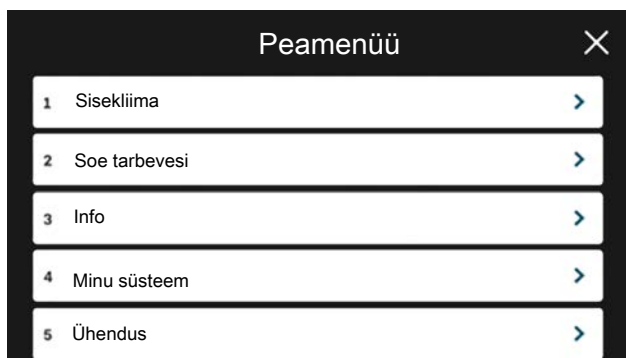 Peamenüü
1 Sisekliima
2 Soe tarbevesi
3 Info
4 Minu süsteem
5 Ühendus